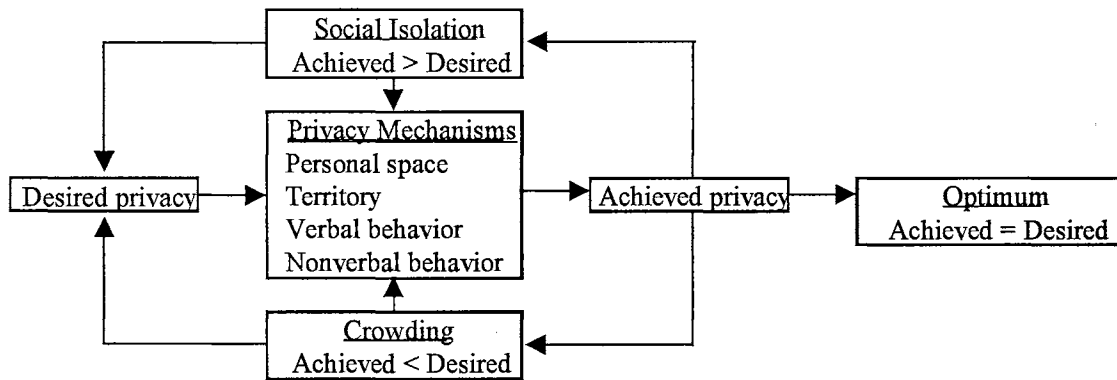 Social Isolation
Achieved > Desired
Privacy Mechanisms
Personal space
Territory
Verbal behavior
Nonverbal behavior
Desired privacy
Achieved privacy
Optimum
Achieved = Desired
Crowding
Achieved < Desired